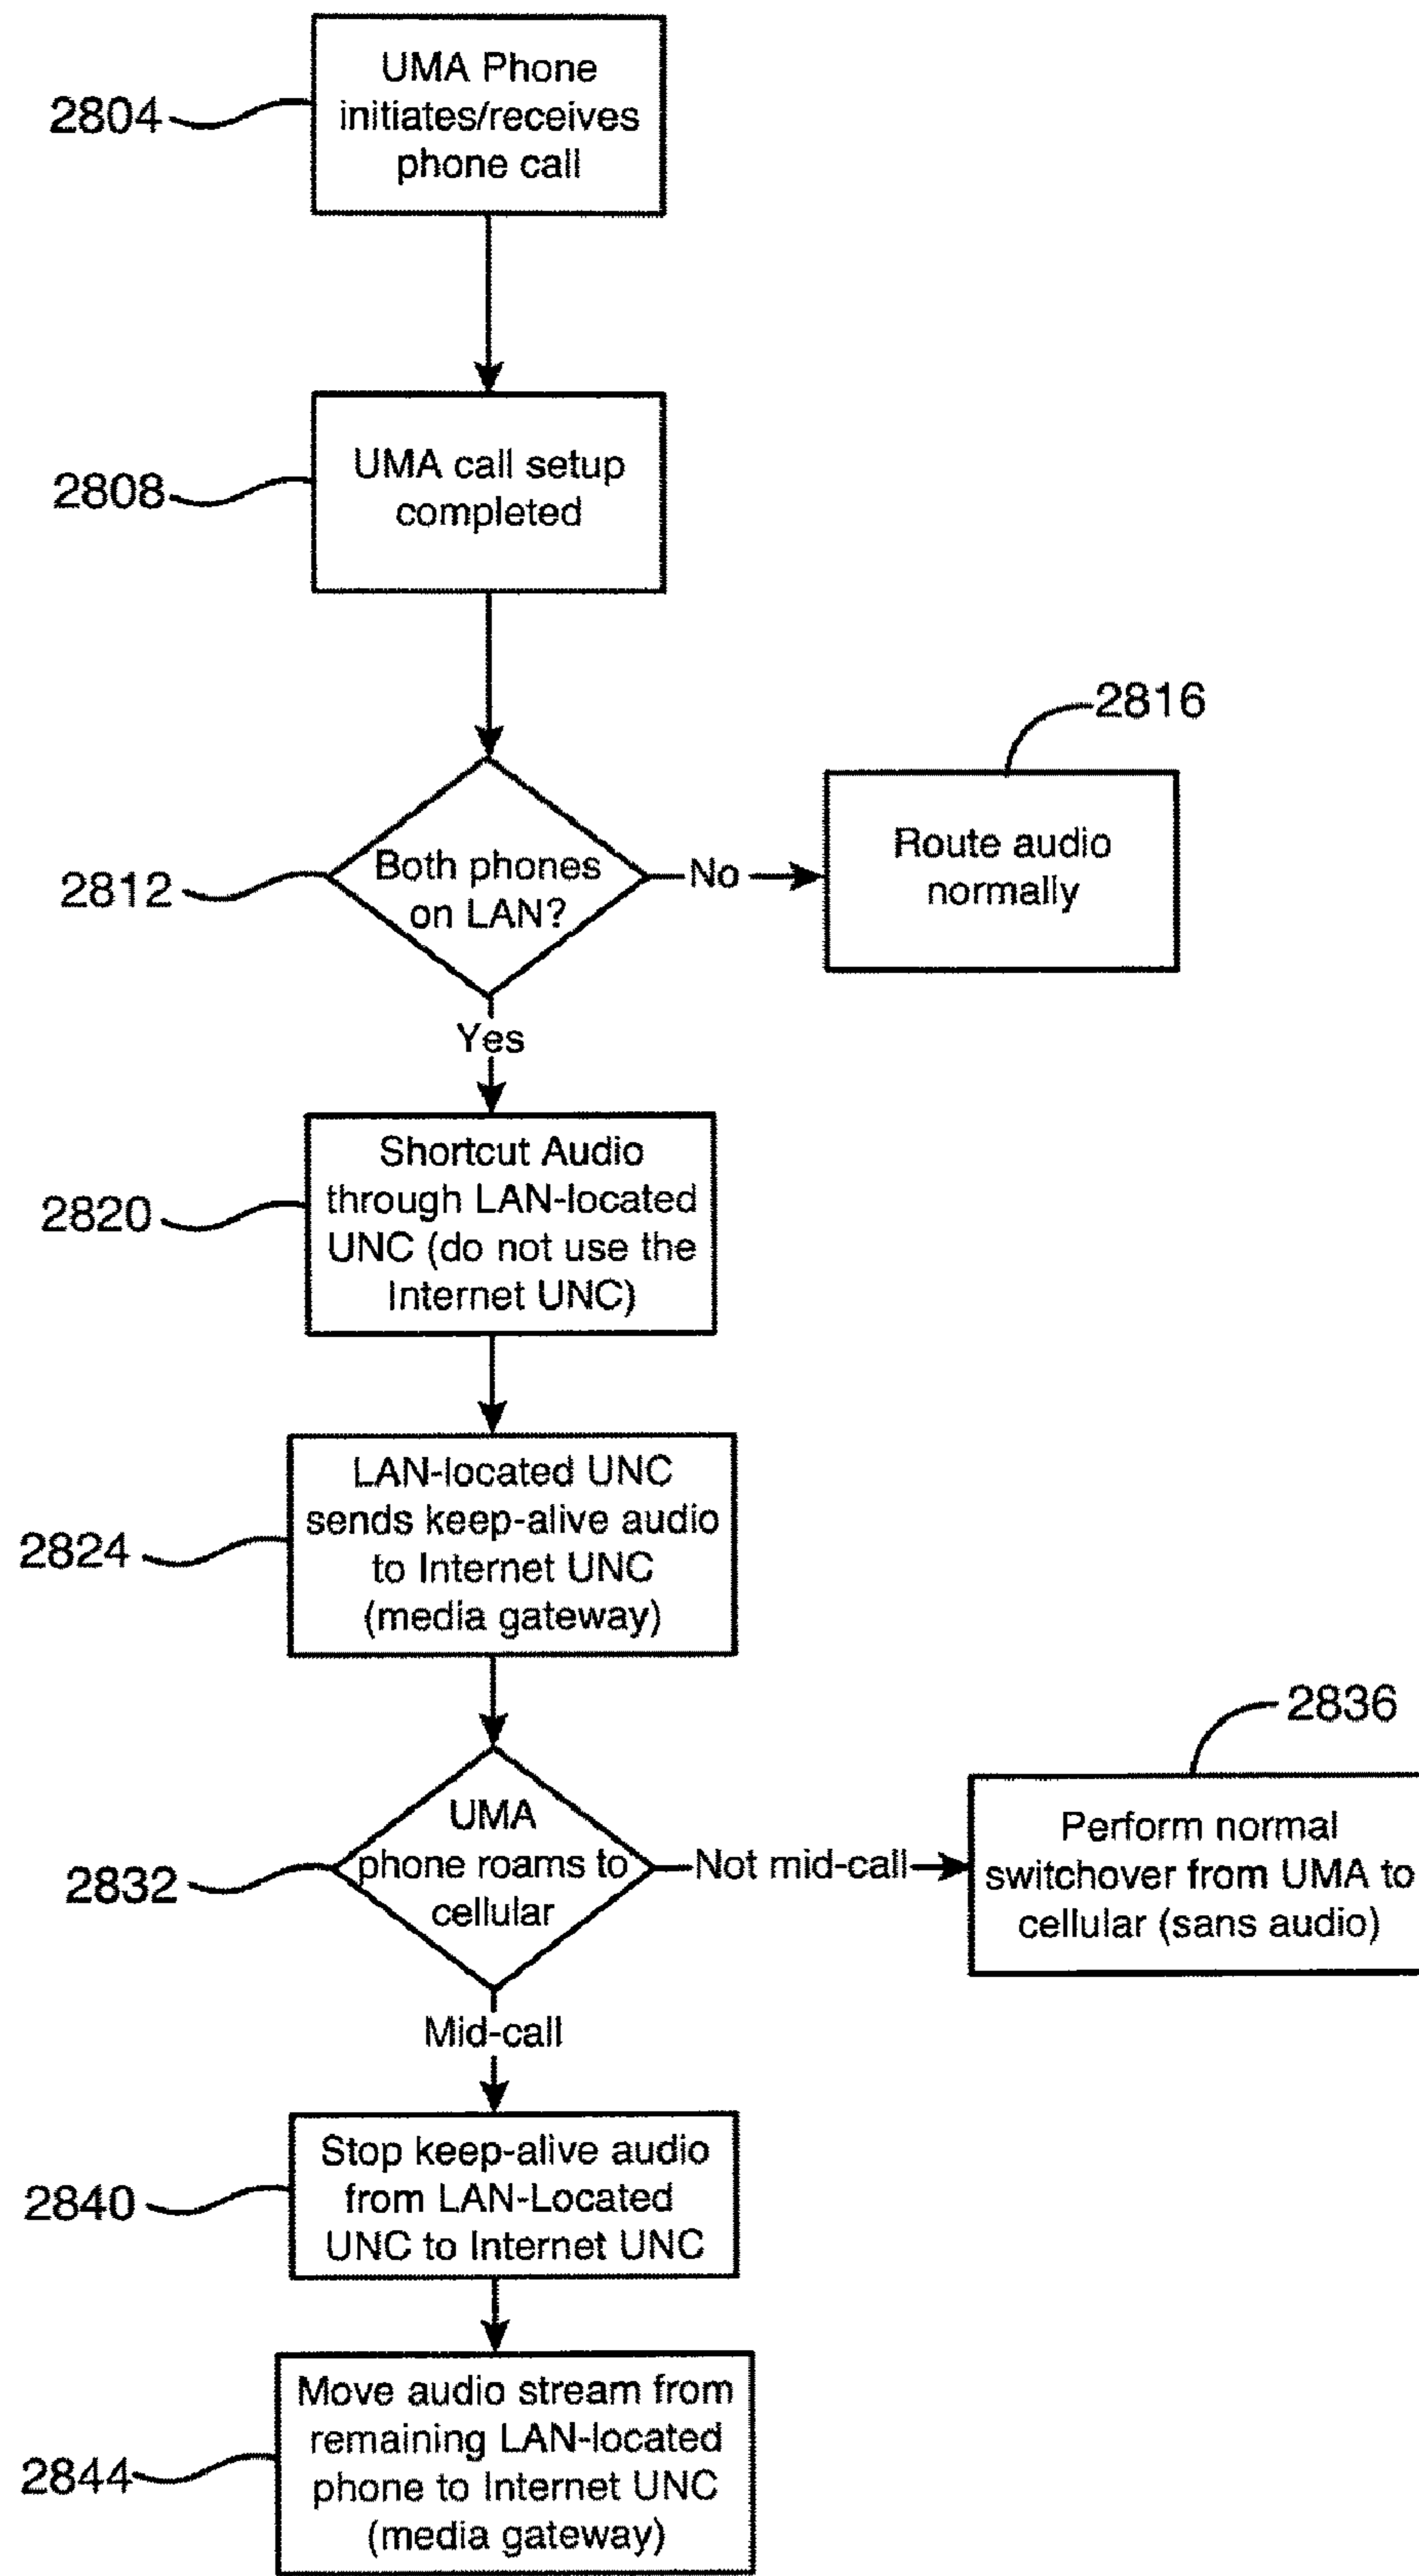 2804
UMA Phone
initiates/receives
phone call
2808
UMA call setup
completed
2816
Route audio
normally
2812
Both phones
on LAN?
No
Yes
2820
Shortcut Audio
through LAN-located
UNC (do not use the
Internet UNC)
2824
LAN-located UNC
sends keep-alive audio
to Internet UNC
(media gateway)
2836
Perform normal
switchover from UMA to
cellular (sans audio)
2832
UMA
phone roams to
cellular
Not mid-call
Mid-call
2840
Stop keep-alive audio
from LAN-Located
UNC to Internet UNC
2844
Move audio stream from
remaining LAN-located
phone to Internet UNC
(media gateway)